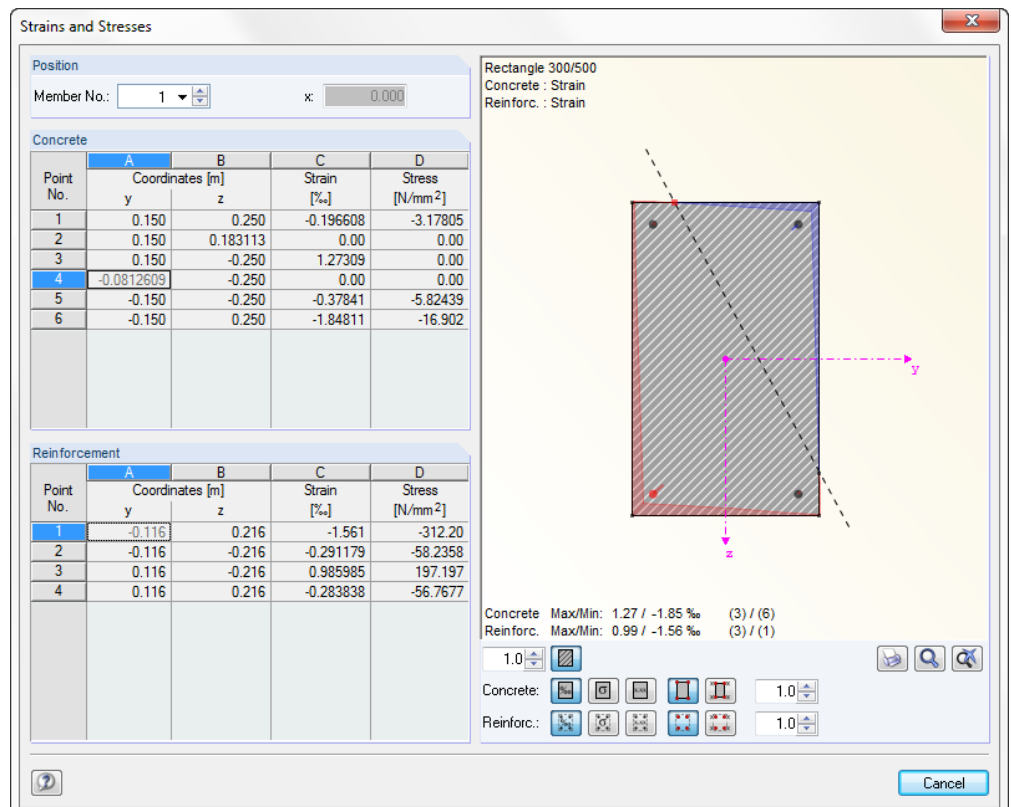 Strains and Stresses
Position
Member No.: 1 x: 0.000
Concrete
A B C D
Point Coordinates [m] Strain Stress
No. y z [‰] [N/mm²]
1 0.150 0.250 -0.196608 -3.17805
2 0.150 0.183113 0.00 0.00
3 0.150 -0.250 1.27309 0.00
4 -0.0812609 -0.250 0.00 0.00
5 -0.150 -0.250 -0.37841 -5.82439
6 -0.150 0.250 -1.84811 -16.902
Reinforcement
A B C D
Point Coordinates [m] Strain Stress
No. y z [‰] [N/mm²]
1 -0.116 0.216 -1.561 -312.20
2 -0.116 -0.216 -0.291179 -58.2358
3 0.116 -0.216 0.985985 197.197
4 0.116 0.216 -0.283838 -56.7677
Rectangle 300/500
Concrete : Strain
Reinforc. : Strain
y
z
Concrete Max/Min: 1.27 / -1.85 ‰ (3) / (6)
Reinforc. Max/Min: 0.99 / -1.56 ‰ (3) / (1)
1.0
Concrete: ‰ σ 1.0
Reinforc.: 1.0
Cancel